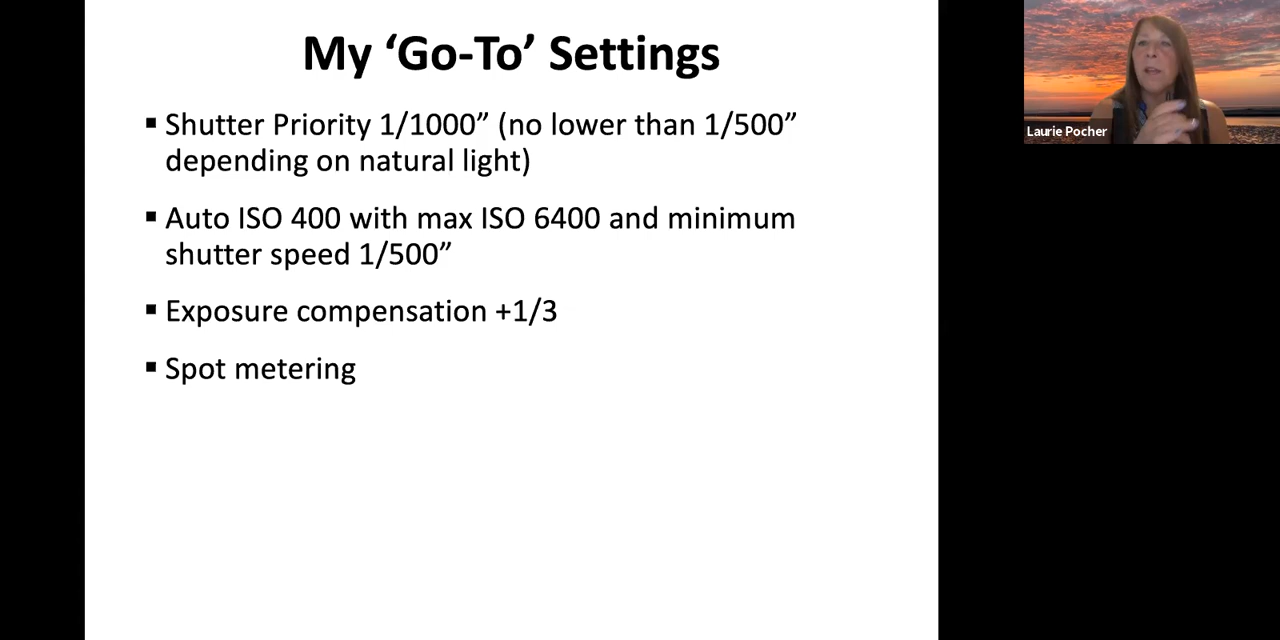 My ‘Go-To’ Settings
▪ Shutter Priority 1/1000” (no lower than 1/500”
depending on natural light)
▪ Auto ISO 400 with max ISO 6400 and minimum
shutter speed 1/500”
▪ Exposure compensation +1/3
▪ Spot metering
Laurie Pocher